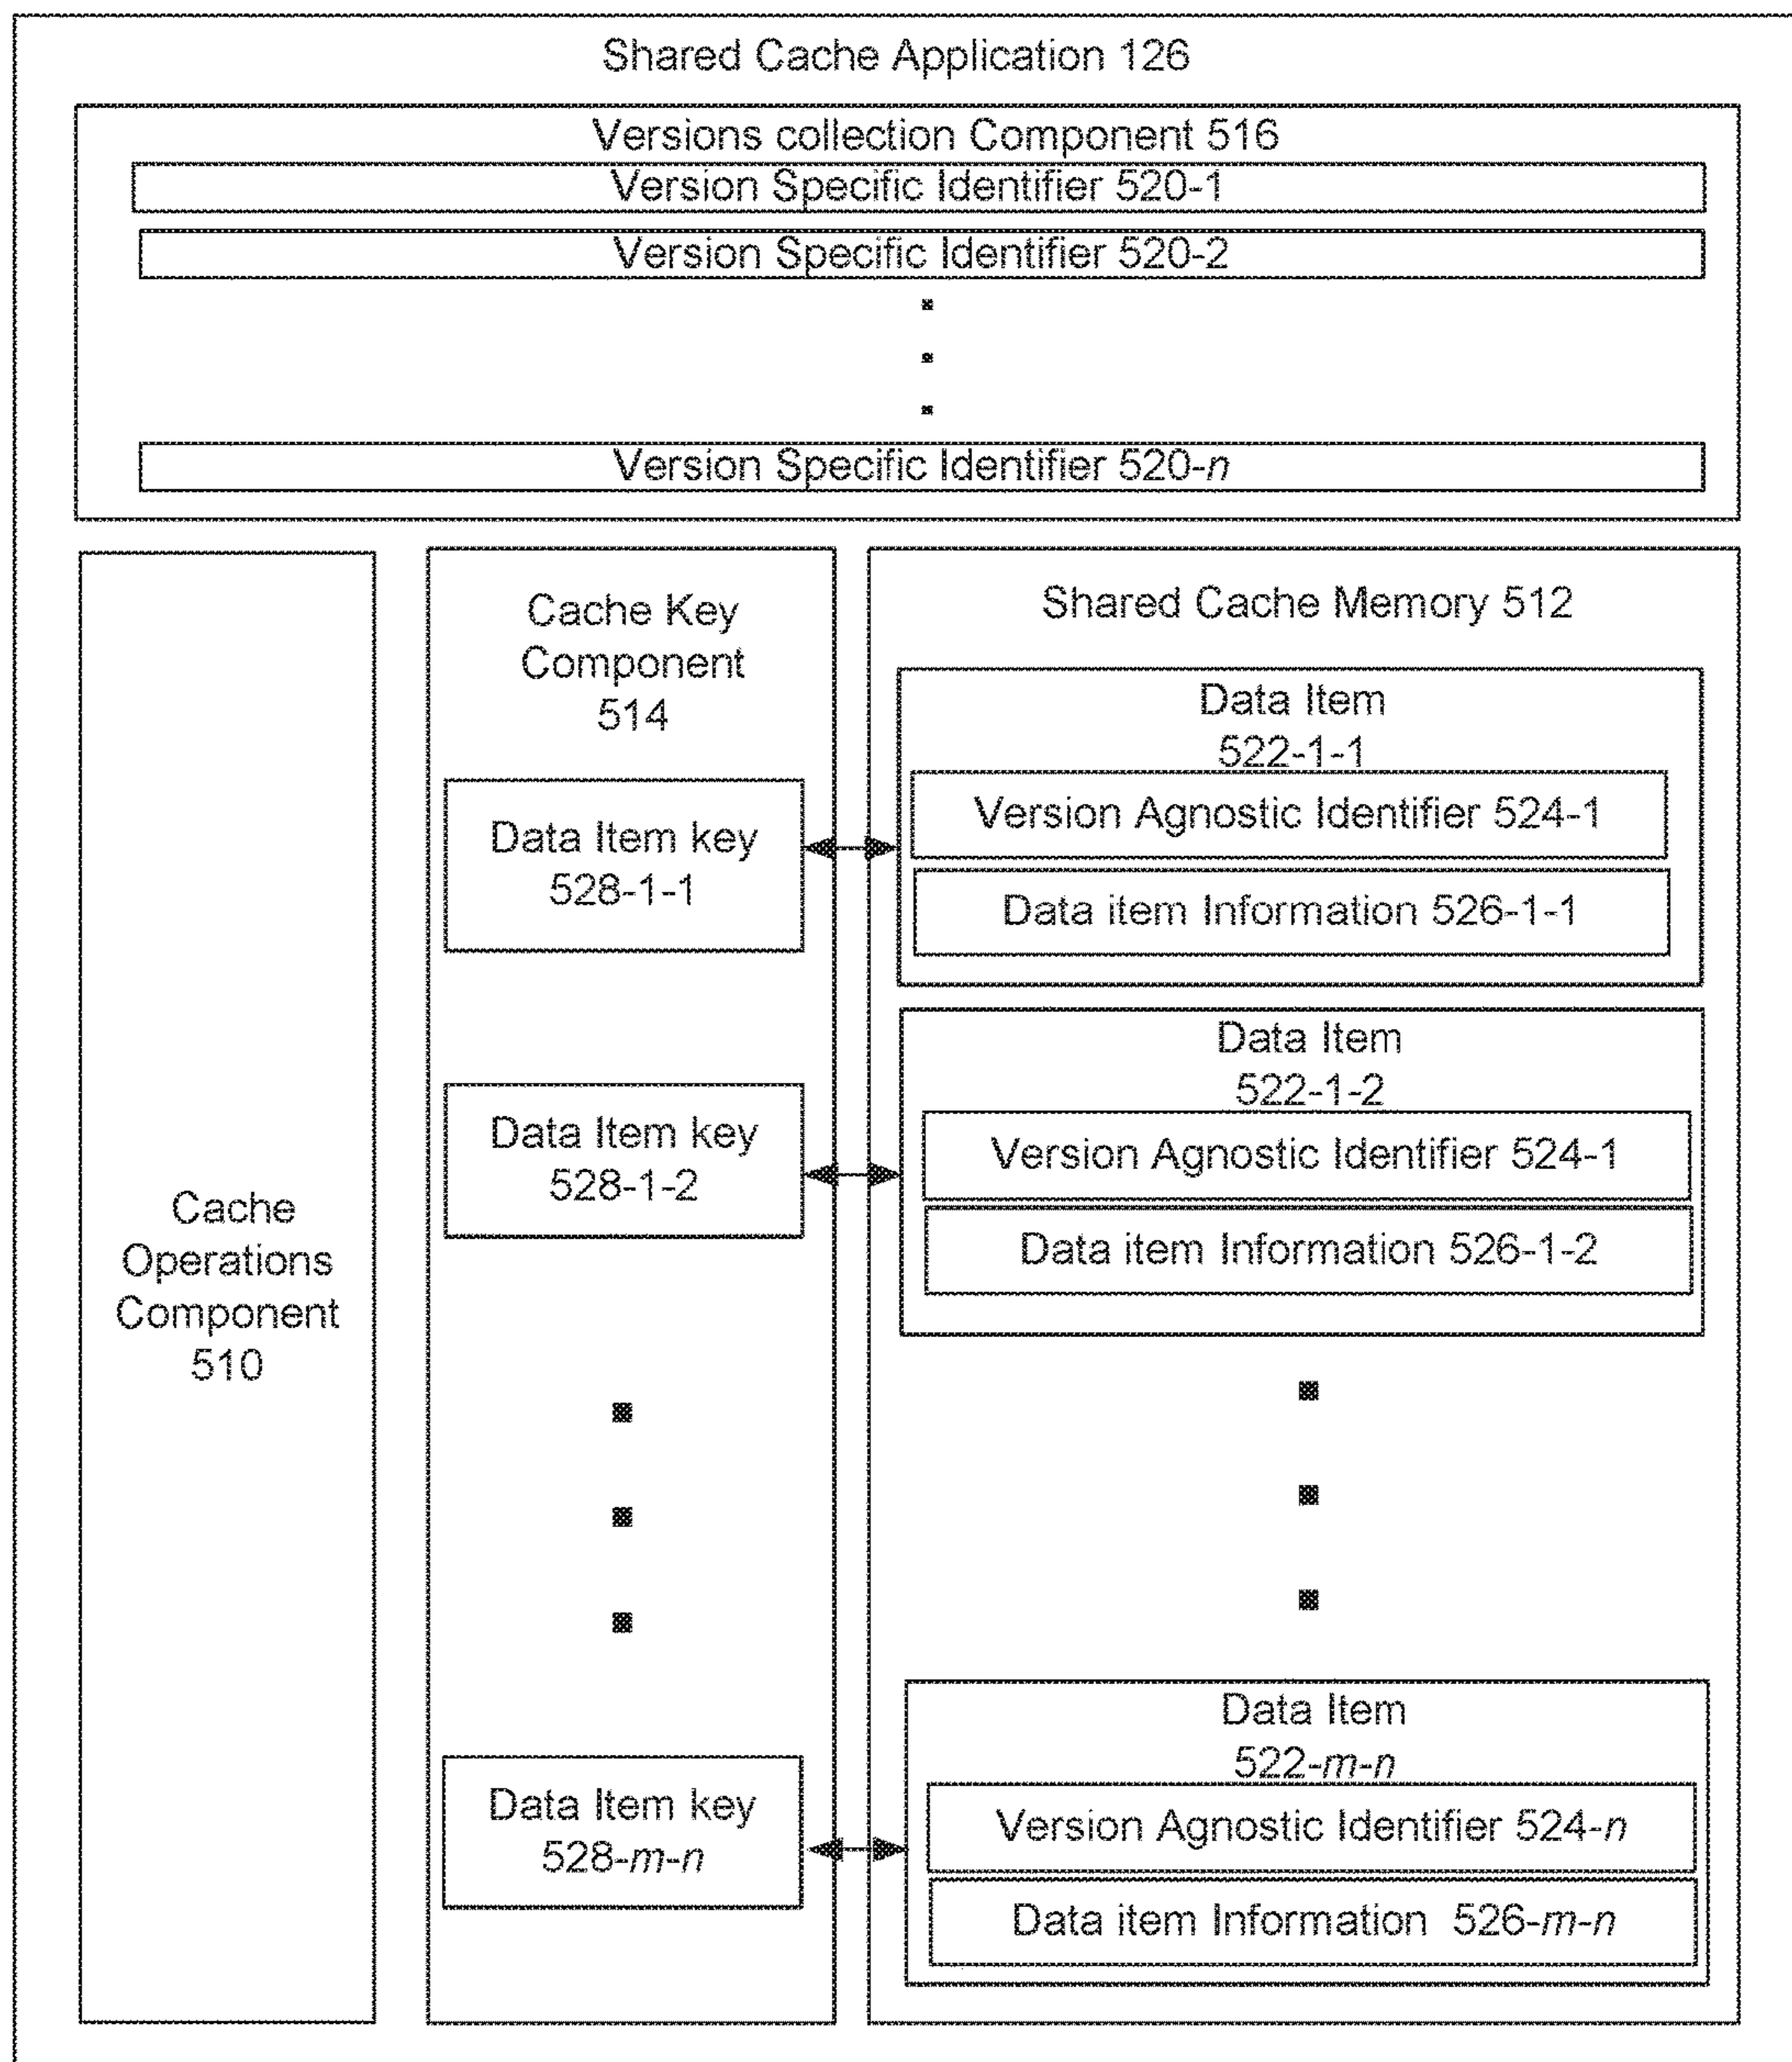 Shared Cache Application 126
Versions collection Component 516
Version Specific Identifier 520-1
Version Specific Identifier 520-2
Version Specific Identifier 520-n
Cache
Operations
Component
510
Cache Key
Component
514
Data Item key
528-1-1
Data Item key
528-1-2
Data Item key
528-m-n
Shared Cache Memory 512
Data Item
522-1-1
Version Agnostic Identifier 524-1
Data item Information 526-1-1
Data Item
522-1-2
Version Agnostic Identifier 524-1
Data item Information 526-1-2
Data Item
522-m-n
Version Agnostic Identifier 524-n
Data item Information 526-m-n